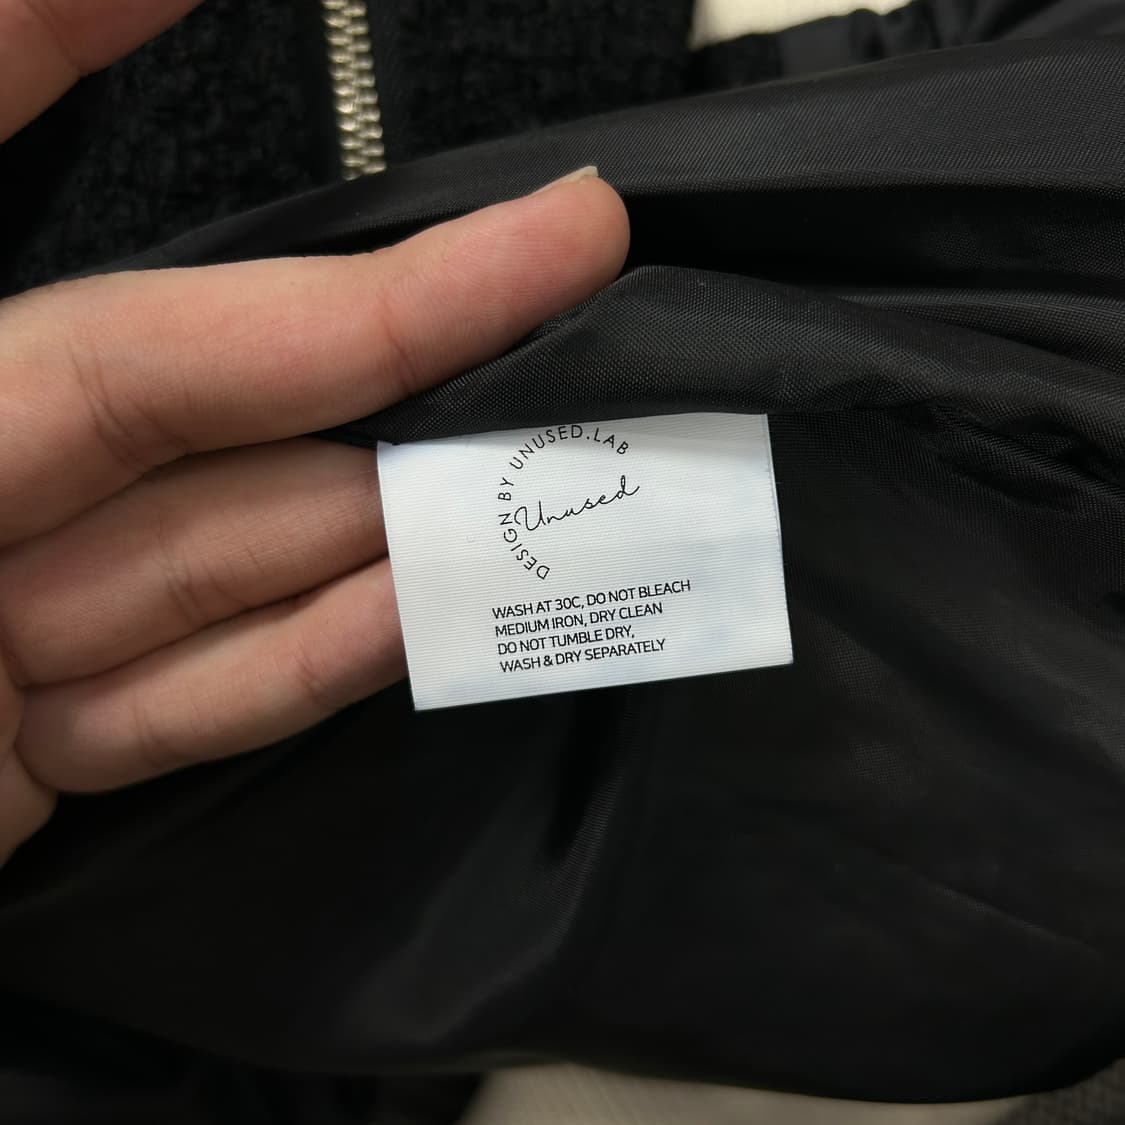 DESIGN BY UNUSED.LAB
Unused
WASH AT 30C, DO NOT BLEACH
MEDIUM IRON, DRY CLEAN
DO NOT TUMBLE DRY,
WASH & DRY SEPARATELY